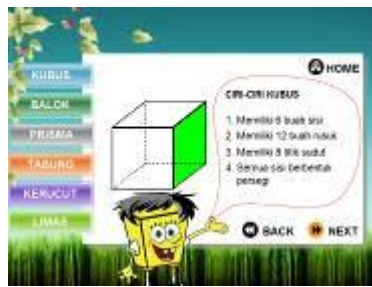 HOME
KUBUS
BALOK
PRISMA
TABUNG
KERUCUT
LIMAS
CIRI-CIRI KUBUS
1. Memiliki 6 buah sisi
2. Memiliki 12 buah rusuk
3. Memiliki 8 titik sudut
4. Semua sisi berbentuk
persegi
BACK
NEXT